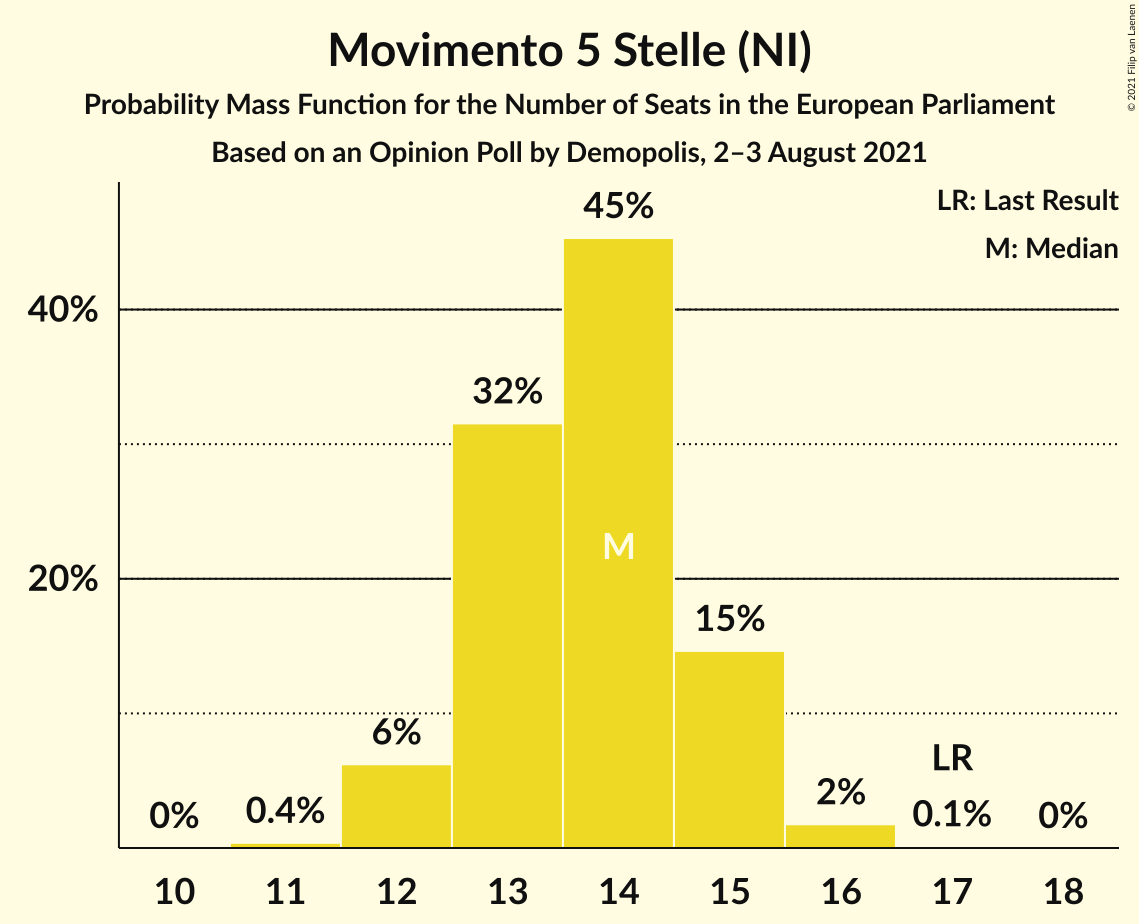 Movimento 5 Stelle (NI)
Probability Mass Function for the Number of Seats in the European Parliament
Based on an Opinion Poll by Demopolis, 2–3 August 2021
© 2021 Filip van Laenen
LR: Last Result
M: Median
45%
40%
32%
M
20%
15%
6%
LR
2%
0%
0.4%
0.1%
0%
10 11 12 13 14 15 16 17 18